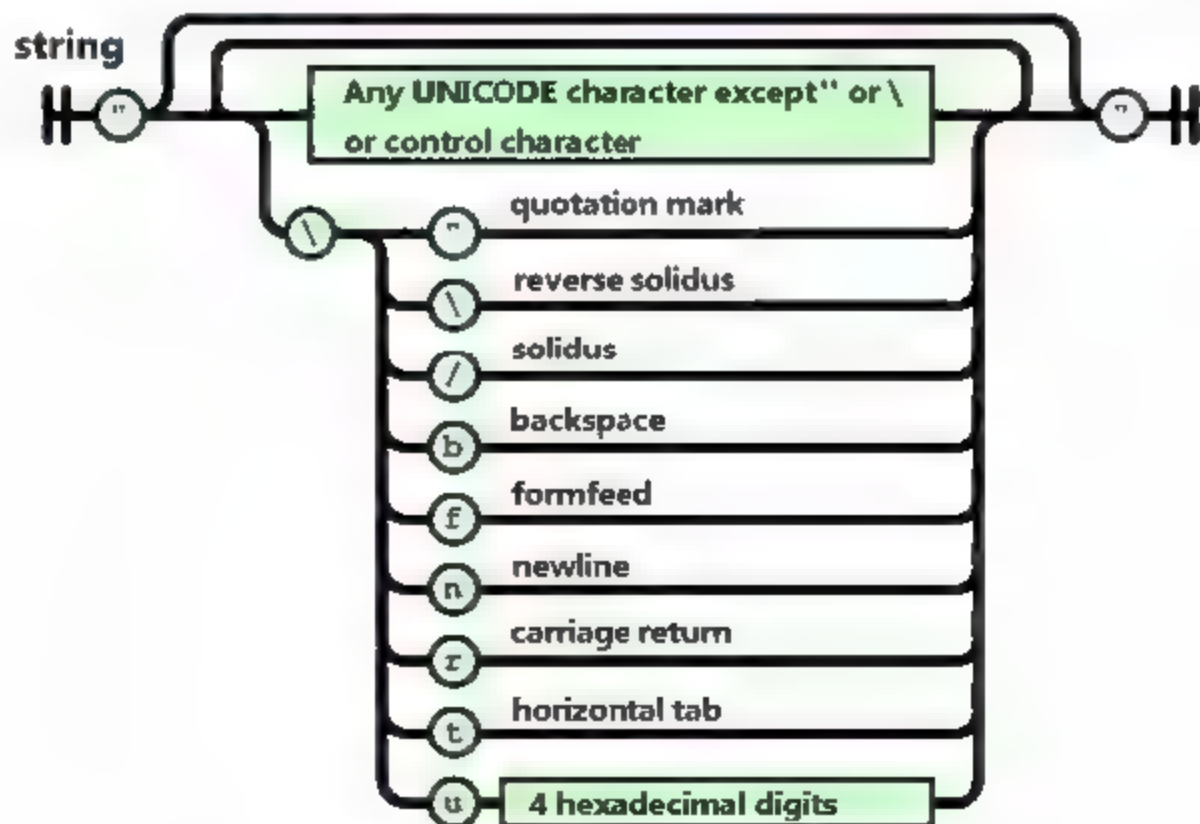 string
" Any UNICODE character except" or \ "
or control character
\ " quotation mark
\ reverse solidus
/ solidus
b backspace
f formfeed
n newline
r carriage return
t horizontal tab
u 4 hexadecimal digits